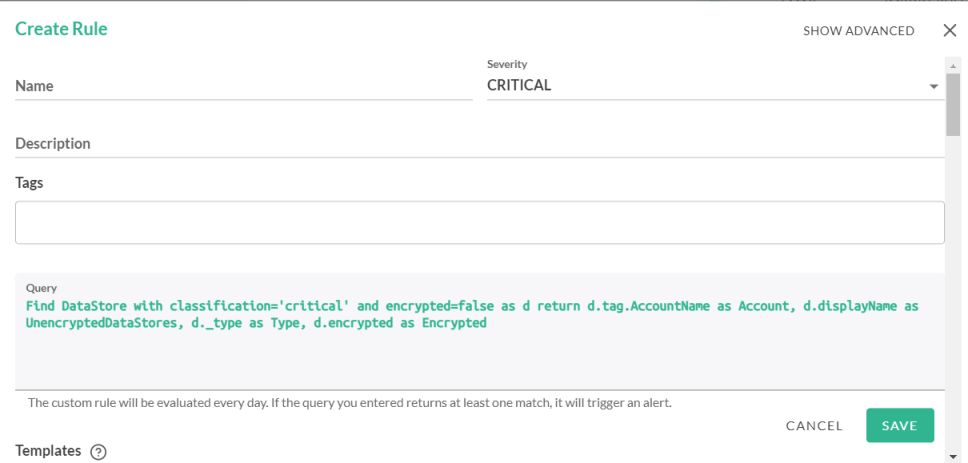 Create Rule
SHOW ADVANCED
Severity
Name
CRITICAL
Description
Tags
Query
Find DataStore with classification='critical' and encrypted=false as d return d.tag.AccountName as Account, d.displayName as
UnencryptedDataStores, d._type as Type, d.encrypted as Encrypted
The custom rule will be evaluated every day. If the query you entered returns at least one match, it will trigger an alert.
CANCEL
SAVE
Templates ?